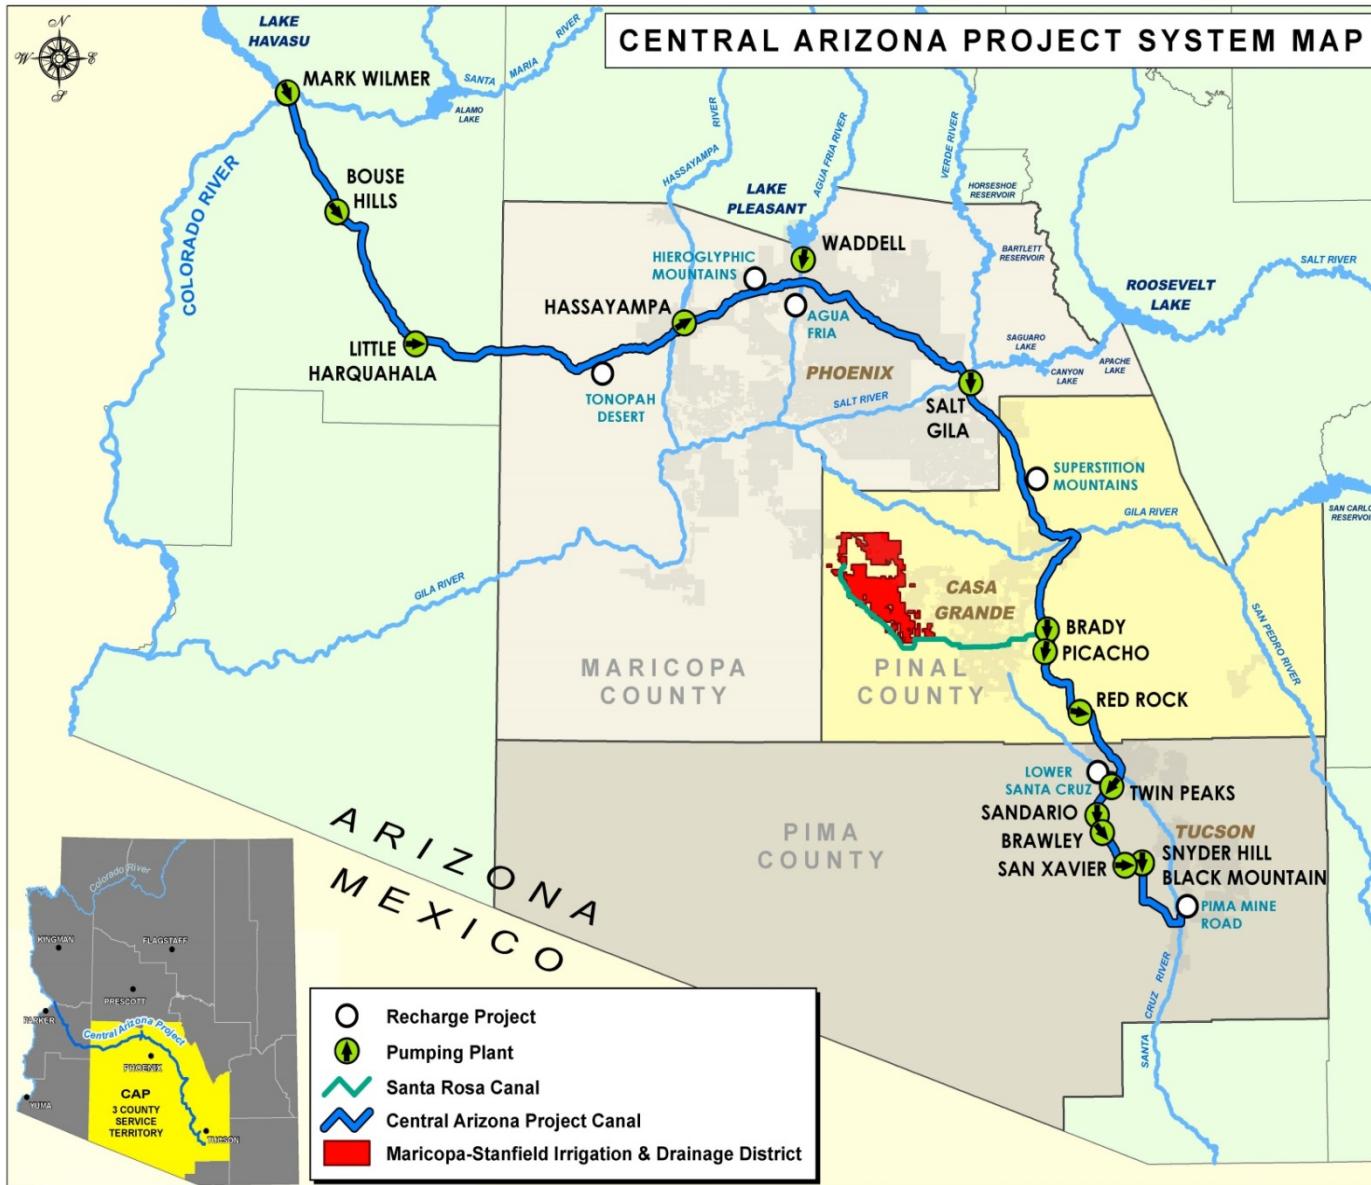 CENTRAL ARIZONA PROJECT SYSTEM MAP
N
W
E
S
LAKE
HAVASU
MARK WILMER
SANTA MARIA
RIVER
ALAMO
LAKE
COLORADO RIVER
BOUSE
HILLS
LITTLE
HARQUAHALA
HASSAYAMPA
RIVER
HASSAYAMPA
TONOPAH
DESERT
HIEROGLYPHIC
MOUNTAINS
LAKE
PLEASANT
AGUA FRIA RIVER
WADDELL
AGUA
FRIA
PHOENIX
SALT RIVER
VERDE RIVER
HORSESHOE
RESERVOIR
BARTLETT
RESERVOIR
SAGUARO
LAKE
CANYON
LAKE
APACHE
LAKE
ROOSEVELT
LAKE
SALT RIVER
SALT
GILA
SUPERSTITION
MOUNTAINS
GILA RIVER
SAN CARLO
RESERVOI
SAN PEDRO RIVER
GILA RIVER
CASA
GRANDE
BRADY
PICACHO
RED ROCK
MARICOPA
COUNTY
PINAL
COUNTY
LOWER
SANTA CRUZ
TWIN PEAKS
SANDARIO
BRAWLEY
SAN XAVIER
TUCSON
SNYDER HILL
BLACK MOUNTAIN
PIMA MINE
ROAD
PIMA
COUNTY
SANTA CRUZ RIVER
ARIZONA
MEXICO
Colorado River
KINGMAN
FLAGSTAFF
PRESCOTT
PARKER
Central Arizona Project
PHOENIX
CAP
3 COUNTY
SERVICE
TERRITORY
YUMA
TUCSON
Recharge Project
Pumping Plant
Santa Rosa Canal
Central Arizona Project Canal
Maricopa-Stanfield Irrigation & Drainage District